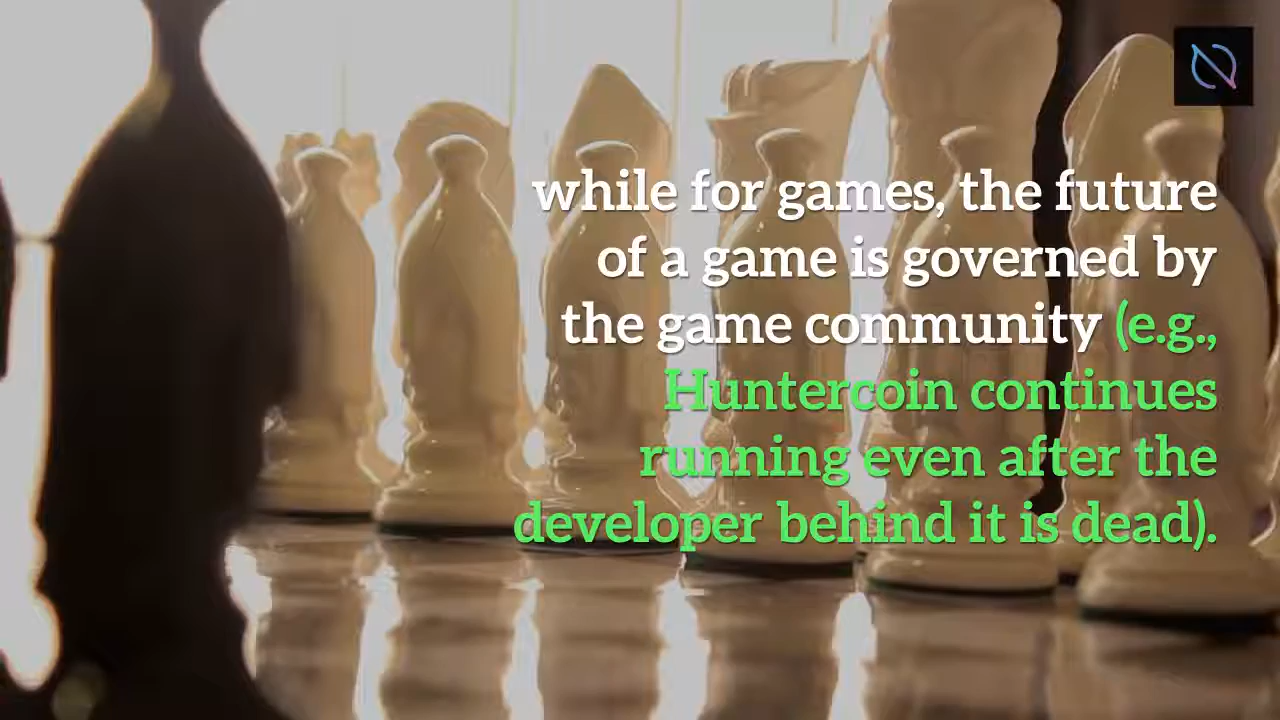 while for games, the future
of a game is governed by
the game community (e.g.,
Huntercoin continues
running even after the
developer behind it is dead).